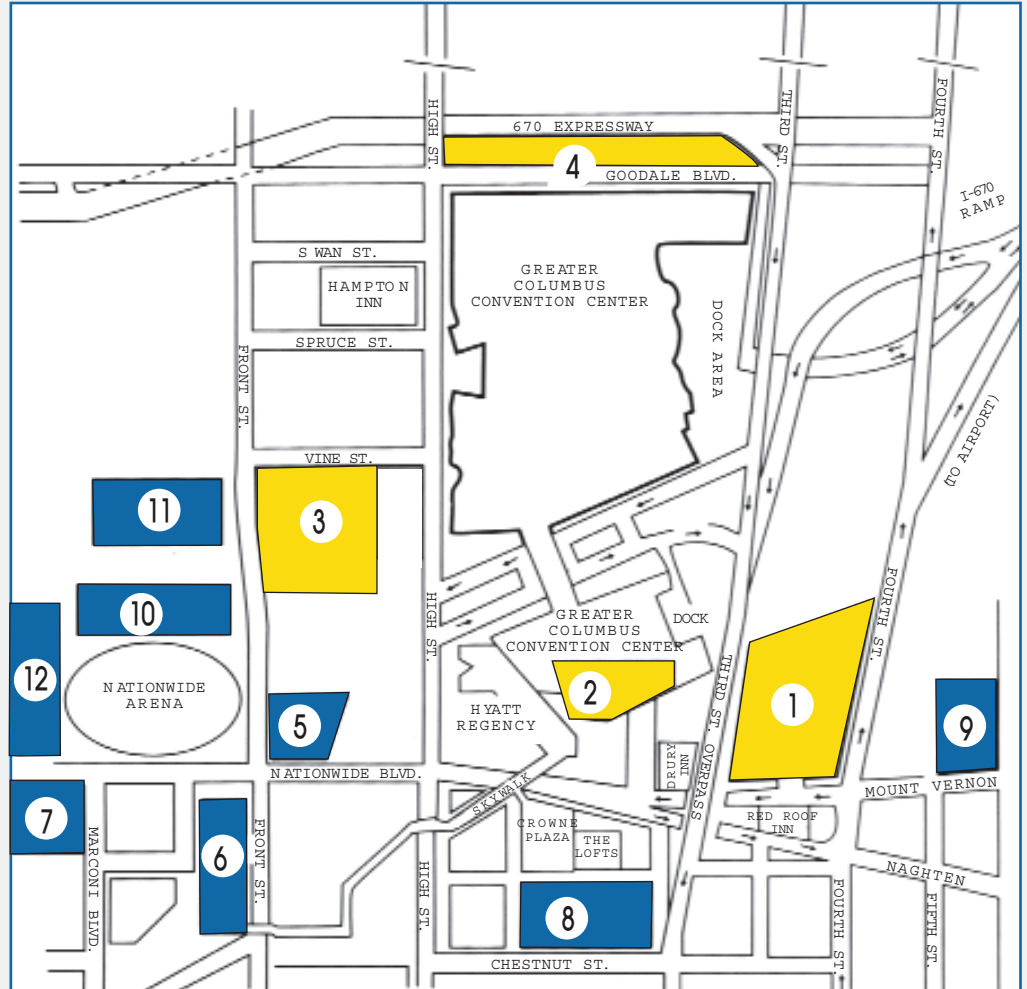 HIGH ST.
THIRD ST.
FOURTH ST.
670 EXPRESSWAY
4
GOODALE BLVD.
I-670
RAMP
S WAN ST.
HAMPTON
INN
GREATER
COLUMBUS
CONVENTION CENTER
DOCK AREA
SPRUCE ST.
FRONT ST.
(TO AIRPORT)
VINE ST.
11
3
10
FOURTH ST.
HIGH ST.
GREATER
COLUMBUS
CONVENTION CENTER
DOCK
12
NATIONWIDE
ARENA
2
THIRD ST. OVERPASS
1
9
5
HYATT
REGENCY
DRURY
INN
NATIONWIDE BLVD.
SKYWALK
MOUNT VERNON
7
MARCONI BLVD.
6
FRONT ST.
CROWNE
PLAZA
THE
LOFTS
RED ROOF
INN
NAGHTEN
HIGH ST.
8
FOURTH ST.
FIFTH ST.
CHESTNUT ST.